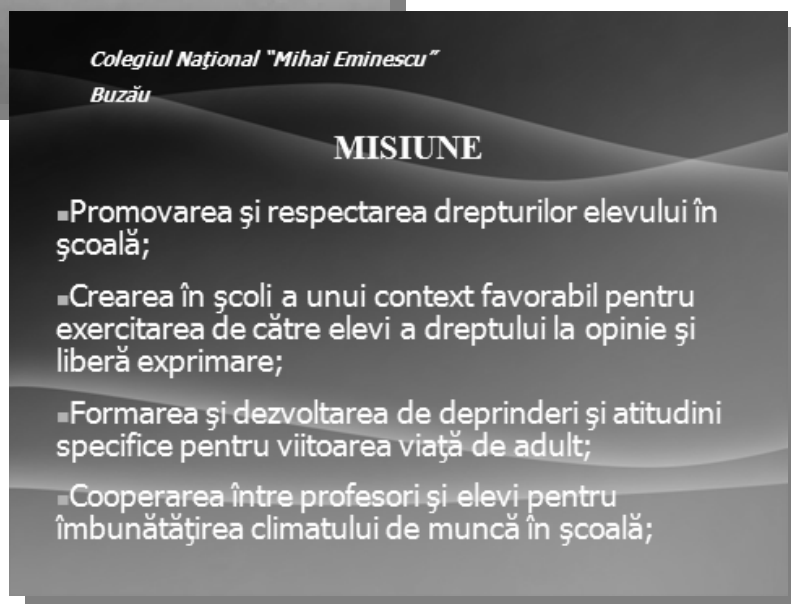 Colegiul Naţional “Mihai Eminescu”
Buzău
MISIUNE
▪Promovarea şi respectarea drepturilor elevului în
şcoală;
▪Crearea în şcoli a unui context favorabil pentru
exercitarea de către elevi a dreptului la opinie şi
liberă exprimare;
▪Formarea şi dezvoltarea de deprinderi şi atitudini
specifice pentru viitoarea viaţă de adult;
▪Cooperarea între profesori şi elevi pentru
îmbunătăţirea climatului de muncă în şcoală;